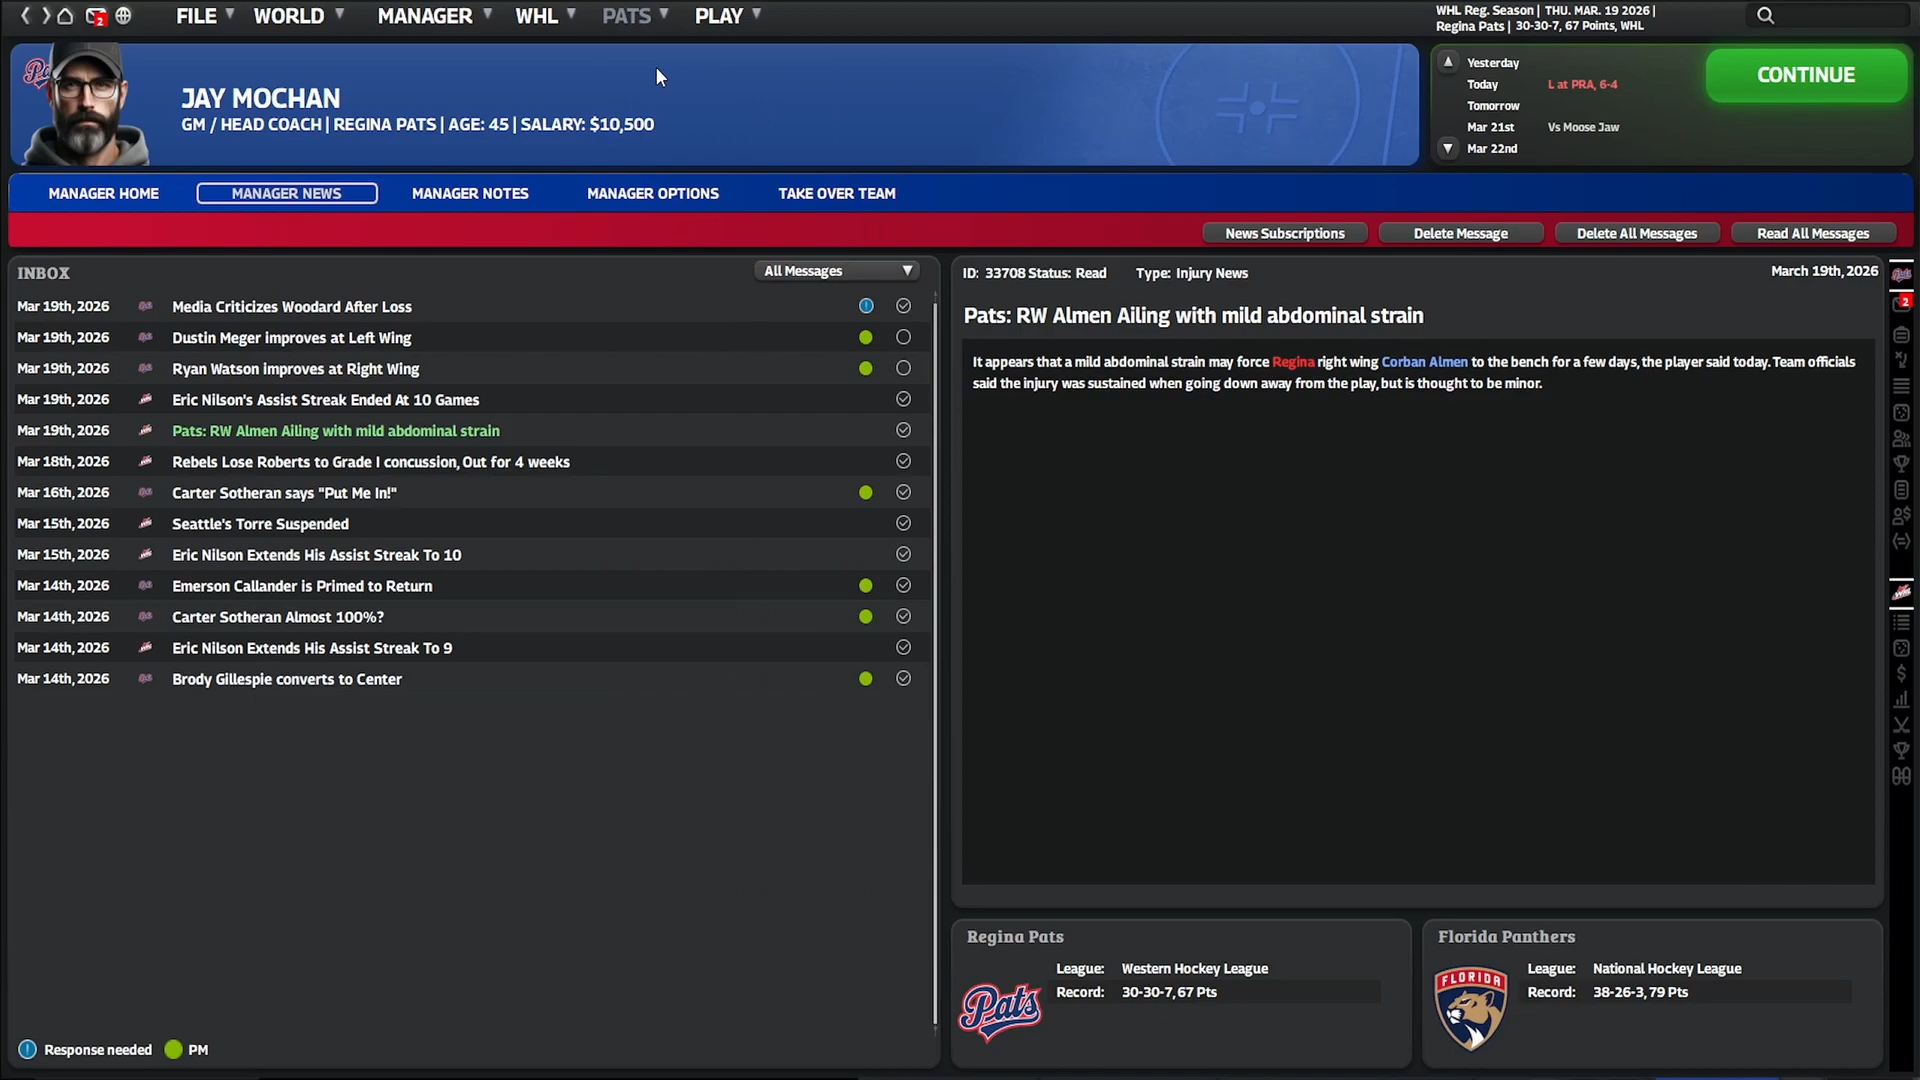 2
FILE
WORLD
MANAGER
WHL
PATS
PLAY
WHL Reg. Season | THU. MAR. 19 2026 |
Regina Pats | 30-30-7, 67 Points, WHL
JAY MOCHAN
GM / HEAD COACH | REGINA PATS | AGE: 45 | SALARY: $10,500
Yesterday
Today L at PRA, 6-4
Tomorrow
Mar 21st Vs Moose Jaw
Mar 22nd
CONTINUE
MANAGER HOME
MANAGER NEWS
MANAGER NOTES
MANAGER OPTIONS
TAKE OVER TEAM
News Subscriptions
Delete Message
Delete All Messages
Read All Messages
INBOX
All Messages
Mar 19th, 2026 Media Criticizes Woodard After Loss
Mar 19th, 2026 Dustin Meger improves at Left Wing
Mar 19th, 2026 Ryan Watson improves at Right Wing
Mar 19th, 2026 Eric Nilson's Assist Streak Ended At 10 Games
Mar 19th, 2026 Pats: RW Almen Ailing with mild abdominal strain
Mar 18th, 2026 Rebels Lose Roberts to Grade I concussion, Out for 4 weeks
Mar 16th, 2026 Carter Sotheran says "Put Me In!"
Mar 15th, 2026 Seattle's Torre Suspended
Mar 15th, 2026 Eric Nilson Extends His Assist Streak To 10
Mar 14th, 2026 Emerson Callander is Primed to Return
Mar 14th, 2026 Carter Sotheran Almost 100%?
Mar 14th, 2026 Eric Nilson Extends His Assist Streak To 9
Mar 14th, 2026 Brody Gillespie converts to Center
Response needed
PM
ID: 33708 Status: Read Type: Injury News March 19th, 2026
Pats: RW Almen Ailing with mild abdominal strain
It appears that a mild abdominal strain may force Regina right wing Corban Almen to the bench for a few days, the player said today. Team officials
said the injury was sustained when going down away from the play, but is thought to be minor.
Regina Pats
League: Western Hockey League
Record: 30-30-7, 67 Pts
Pats
Florida Panthers
League: National Hockey League
Record: 38-26-3, 79 Pts
FLORIDA
2